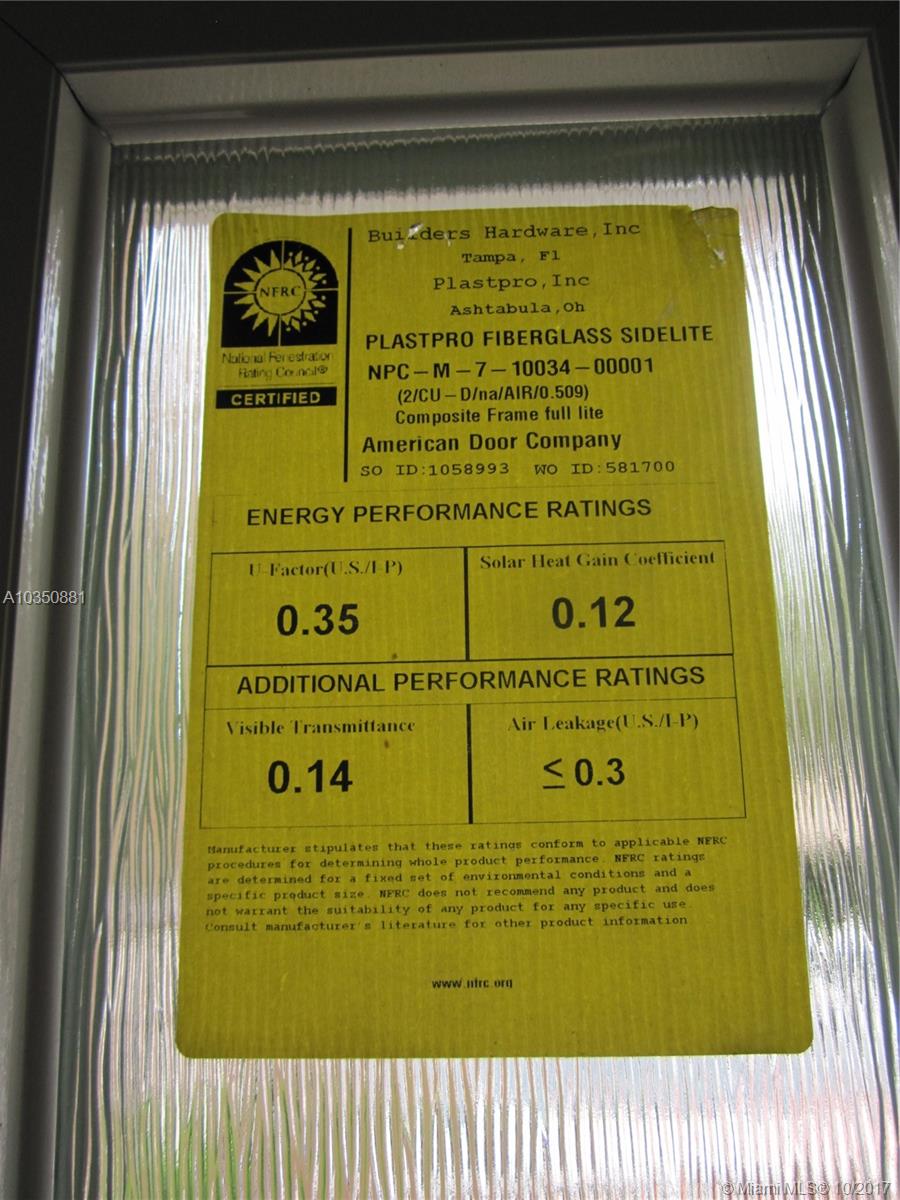 Builders Hardware,Inc
Tampa, Fl
Plastpro,Inc
Ashtabula,Oh
PLASTPRO FIBERGLASS SIDELITE
NPC-M-7-10034-00001
(2/CU-D/na/AIR/0.509)
Composite Frame full lite
American Door Company
SO ID:1058993 WO ID:581700
NFRC
National Fenestration
Rating Council®
CERTIFIED
ENERGY PERFORMANCE RATINGS
U-Factor(U.S./I-P)
0.35
Solar Heat Gain Coefficient
0.12
ADDITIONAL PERFORMANCE RATINGS
Visible Transmittance
0.14
Air Leakage(U.S./I-P)
≤ 0.3
Manufacturer stipulates that these ratings conform to applicable NFRC
procedures for determining whole product performance. NFRC ratings
are determined for a fixed set of environmental conditions and a
specific product size. NFRC does not recommend any product and does
not warrant the suitability of any product for any specific use.
Consult manufacturer's literature for other product information
www.nfrc.org
A10350881
© Miami MLS® 10/2017